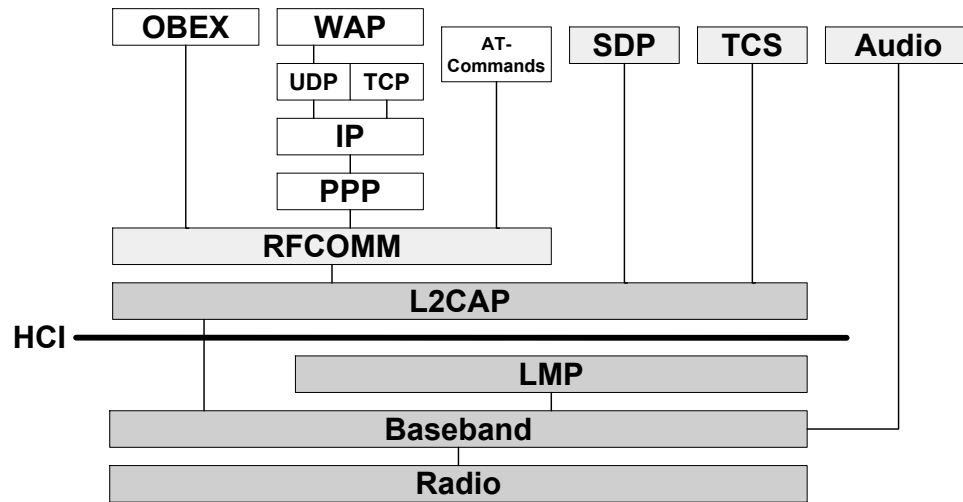 OBEX
WAP
AT-
Commands
SDP
TCS
Audio
UDP
TCP
IP
PPP
RFCOMM
L2CAP
HCI
LMP
Baseband
Radio